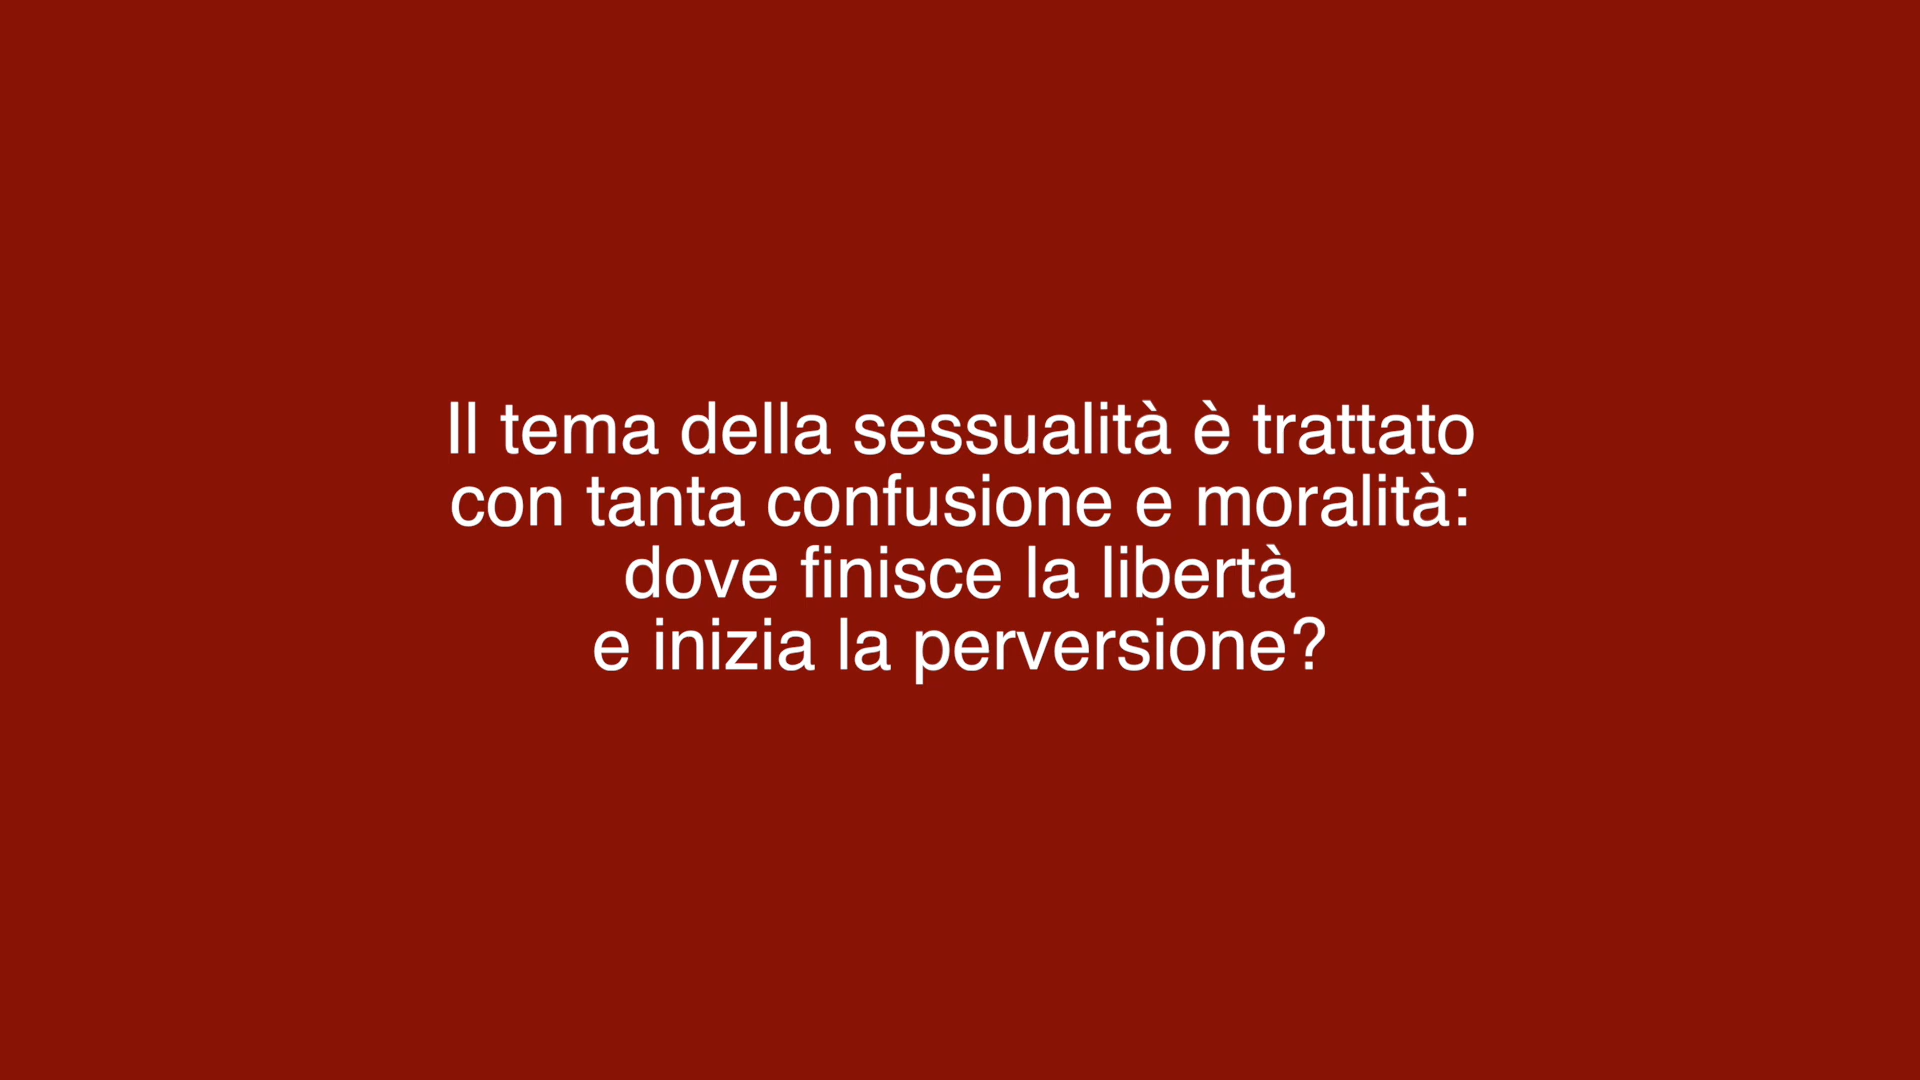 Il tema della sessualità è trattato
con tanta confusione e moralità:
dove finisce la libertà
e inizia la perversione?